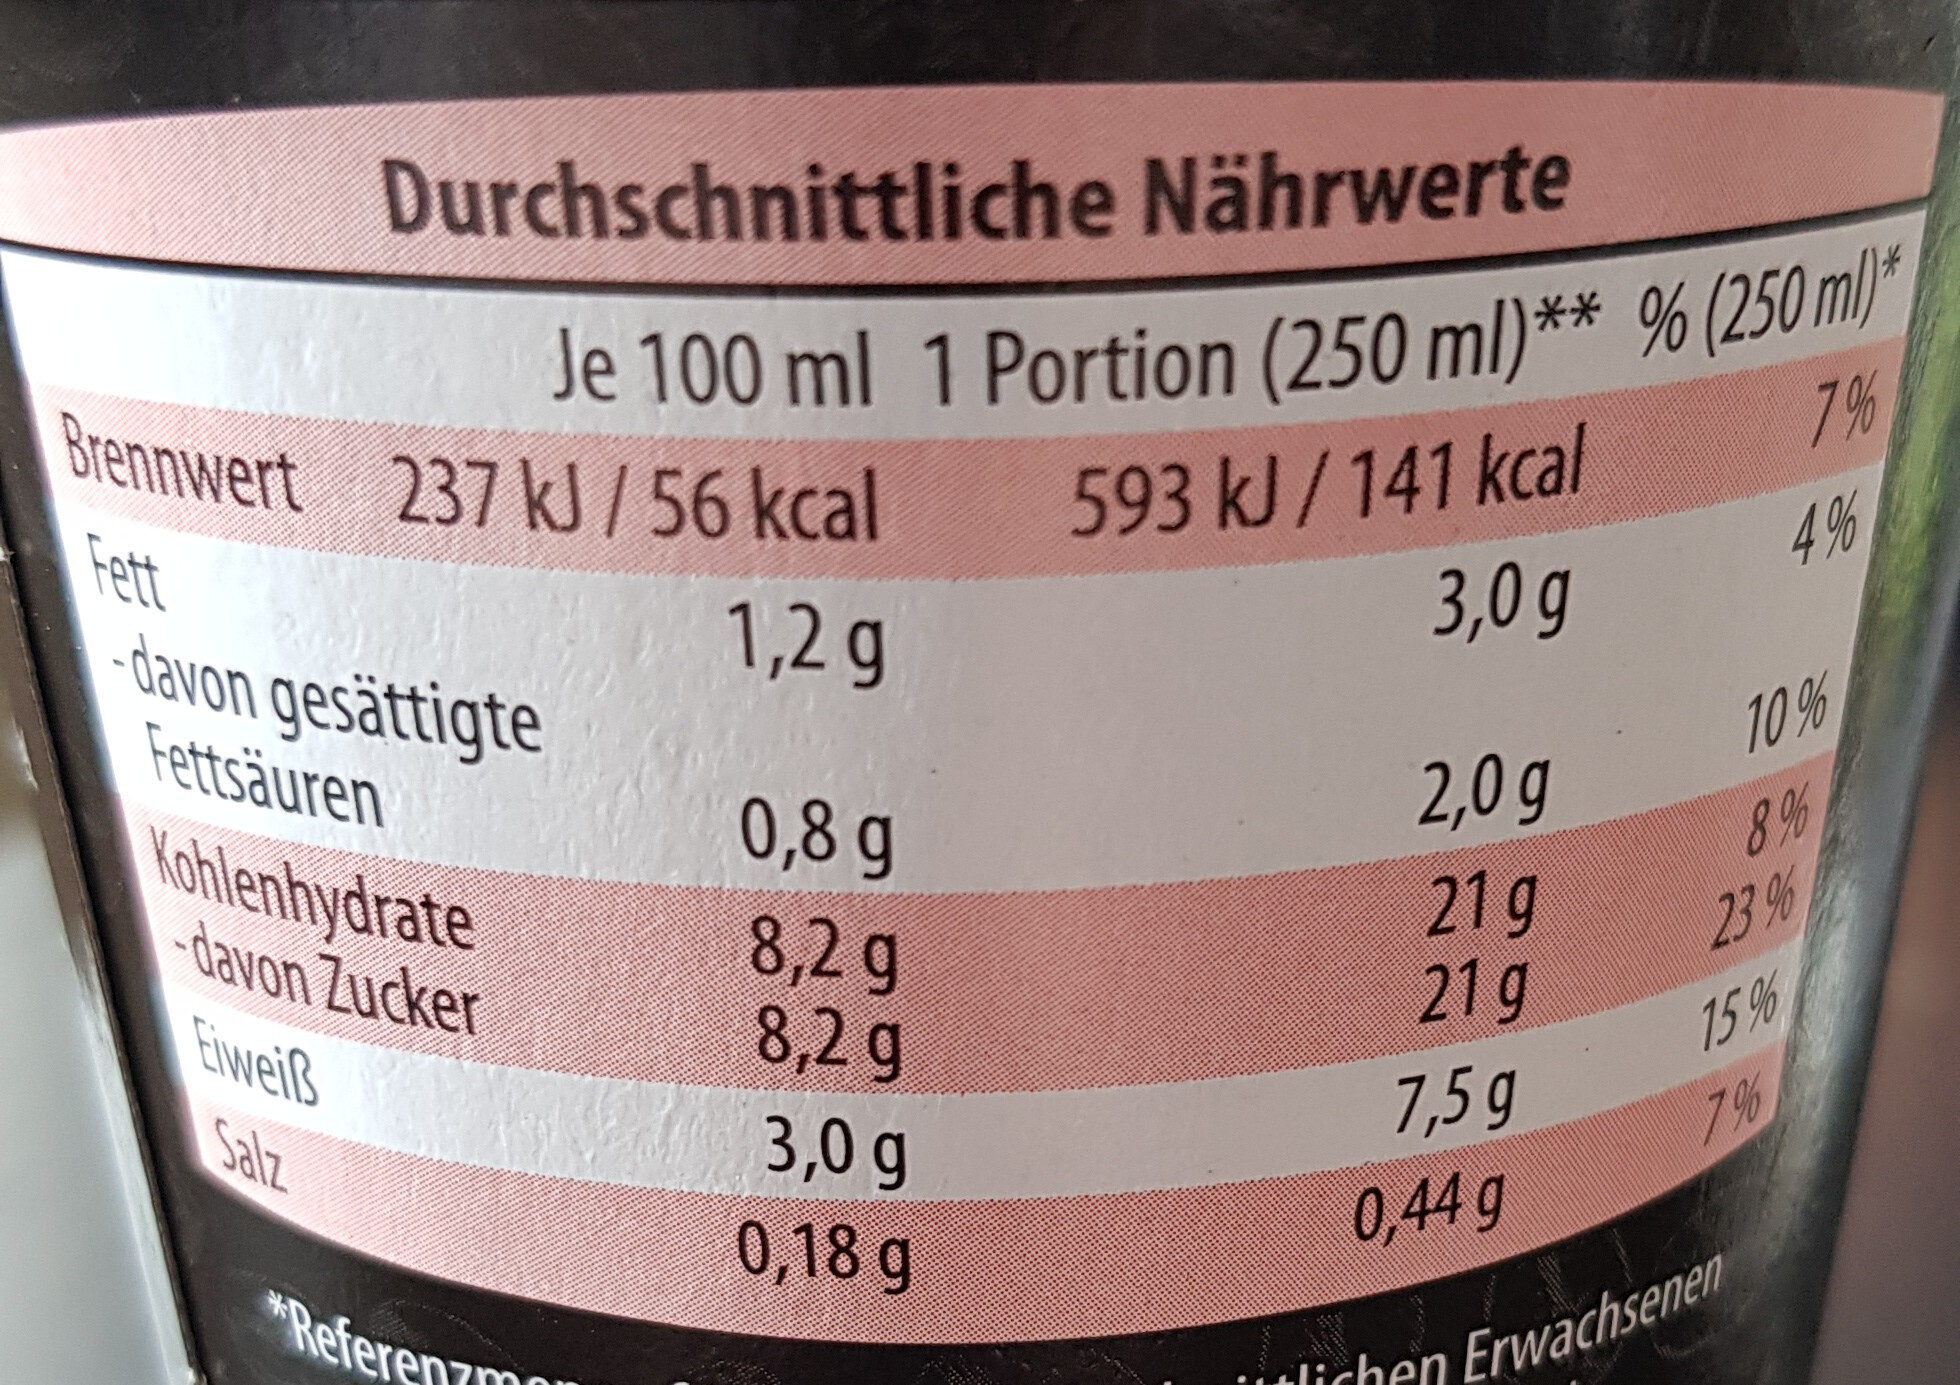 Durchschnittliche Nährwerte
Je 100 ml 1 Portion (250 ml)** % (250 ml)*
Brennwert 237 kJ / 56 kcal 593 kJ / 141 kcal 7 %
Fett 1,2 g 3,0 g 4 %
-davon gesättigte
Fettsäuren 0,8 g 2,0 g 10 %
Kohlenhydrate 8,2 g 21 g 8 %
-davon Zucker 8,2 g 21 g 23 %
Eiweiß 3,0 g 7,5 g 15 %
Salz 0,18 g 0,44 g 7 %
Erwachsenen